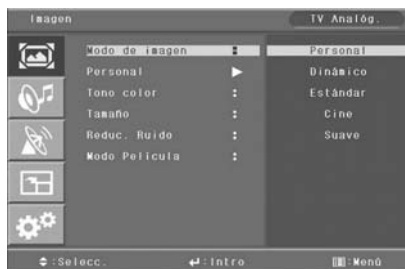 Imagen TV Analóg.
Modo de imagen : Personal
Personal Dinámico
Tono color : Estándar
Tamaño : Cine
Reduc. Ruido : Suave
Modo Película :
:Selecc. :Intro :Menú